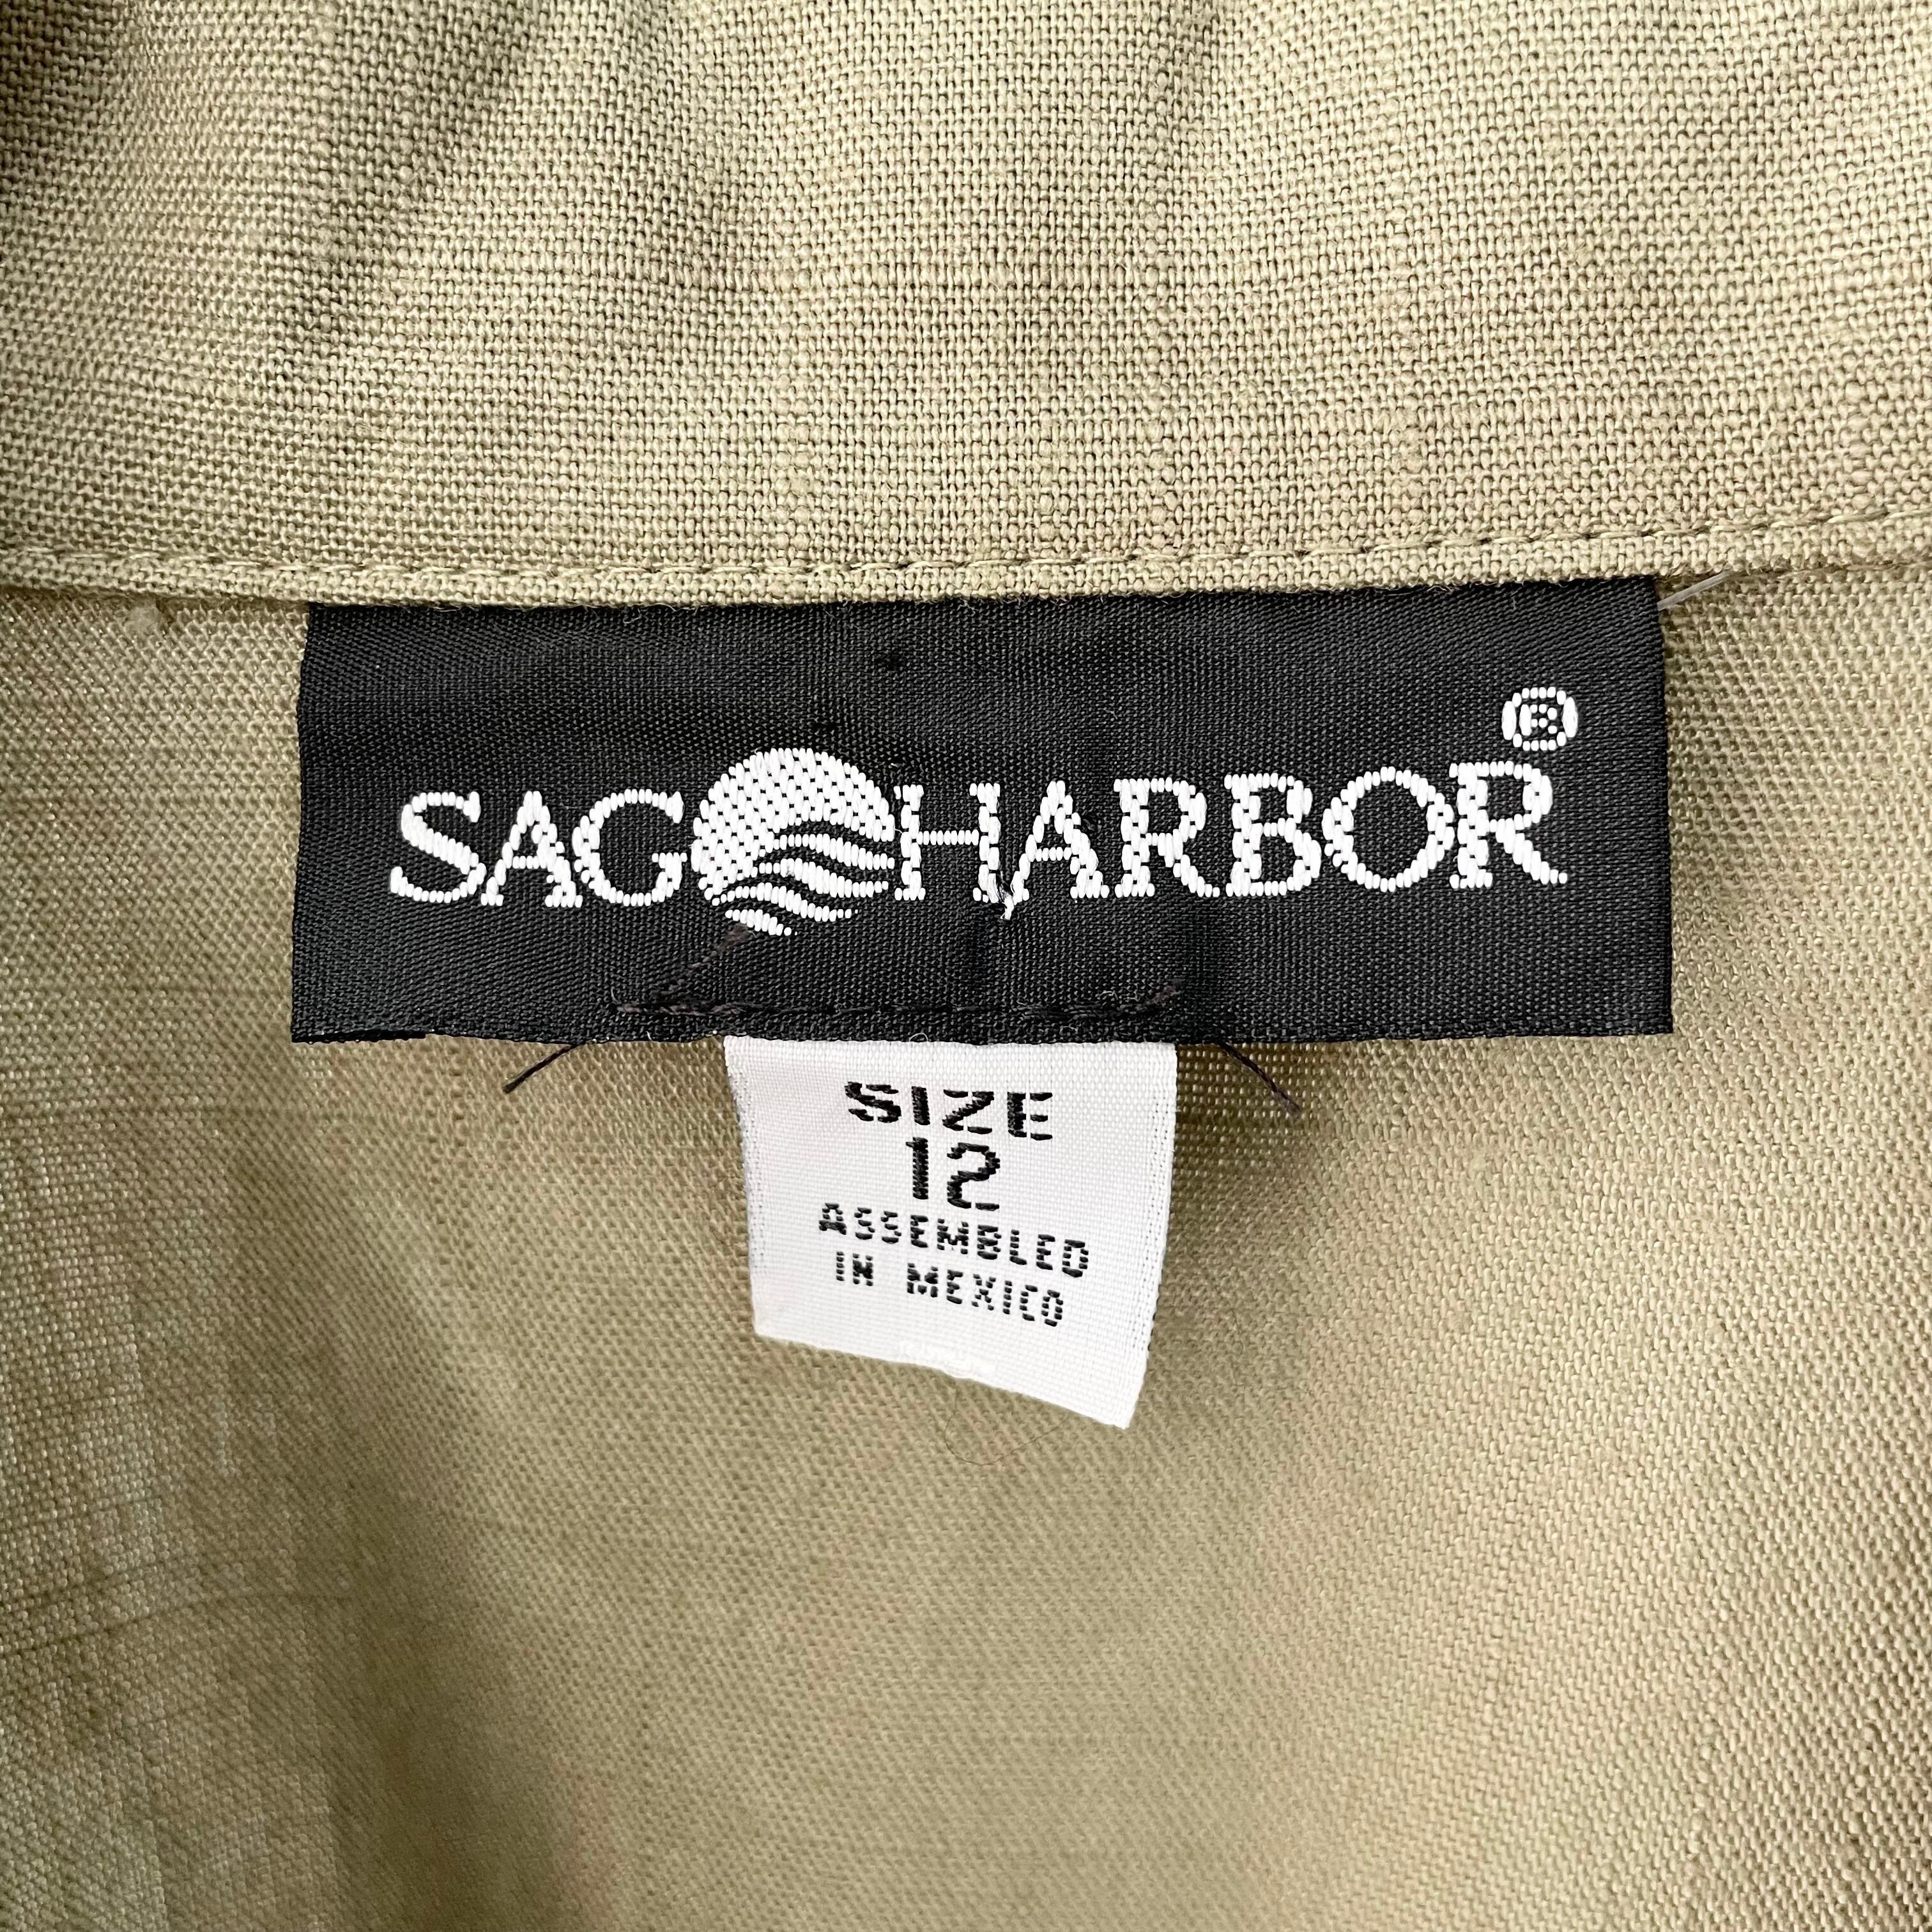 SAG HARBOR®
SIZE
12
ASSEMBLED
IN MEXICO